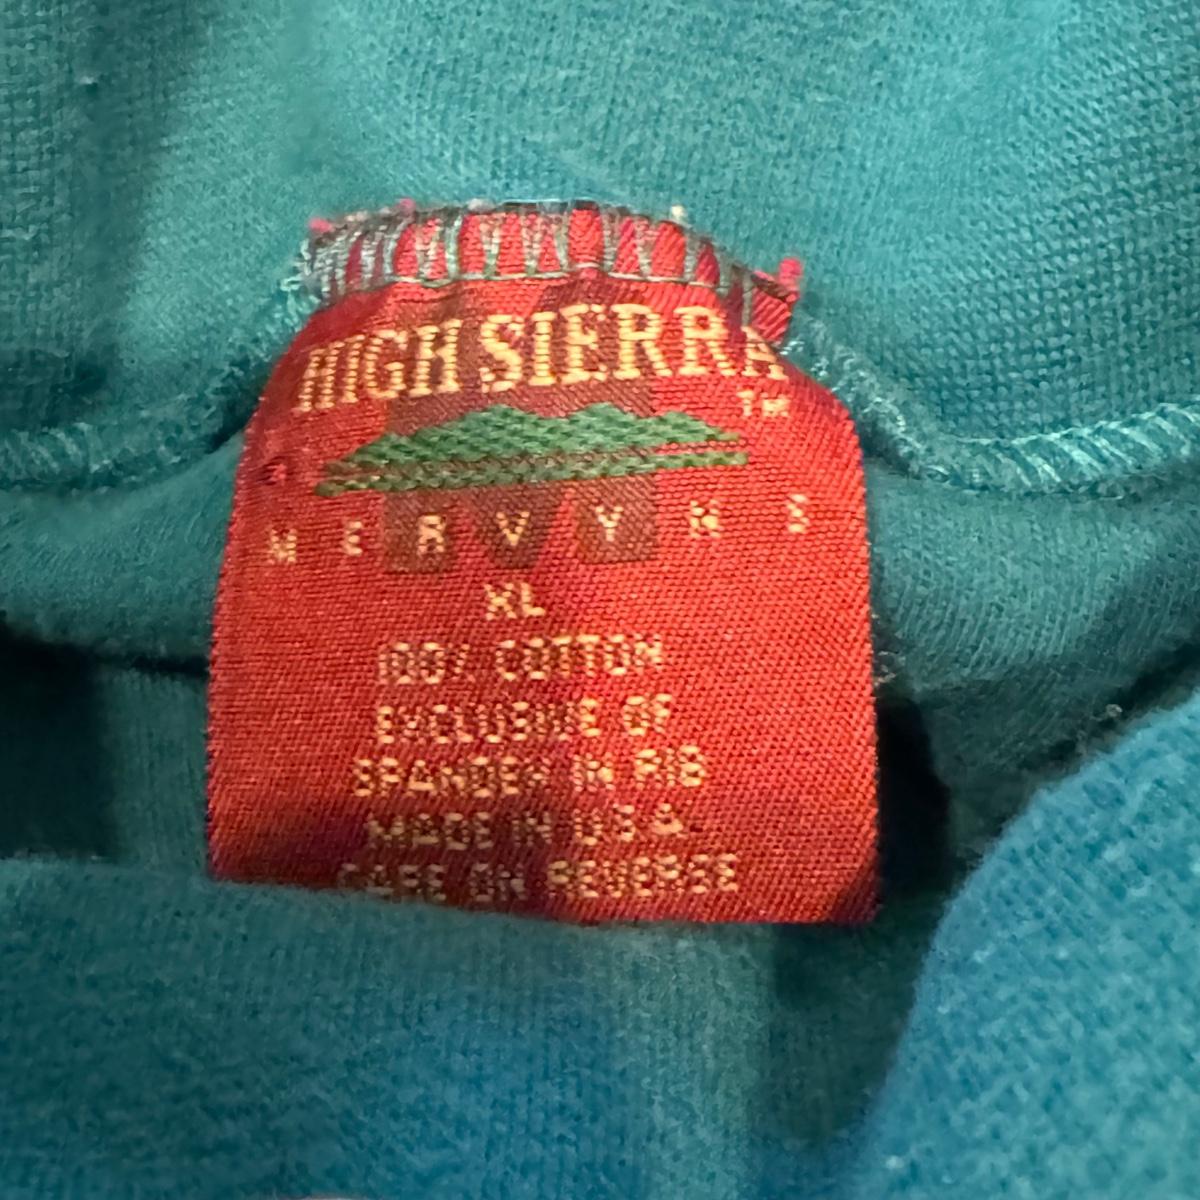 HIGH SIERRA
TM
MERVYNS
XL
100% COTTON
EXCLUSIVE OF
SPANDEX IN RIB
MADE IN U.S.A.
CARE ON REVERSE